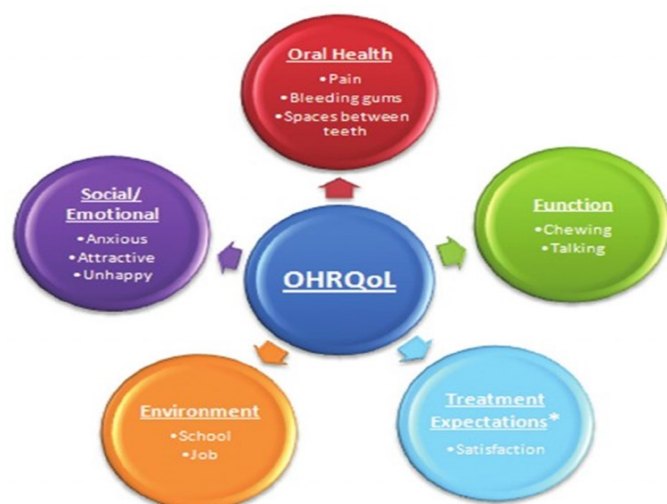 Oral Health
•Pain
•Bleeding gums
•Spaces between
teeth
Social/
Emotional
•Anxious
•Attractive
•Unhappy
Function
•Chewing
•Talking
OHRQoL
Environment
•School
•Job
Treatment
Expectations*
•Satisfaction